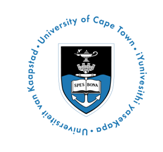 University of Cape Town • iYunivesithi yaseKapa • Universiteit van Kaapstad •
SPES BONA